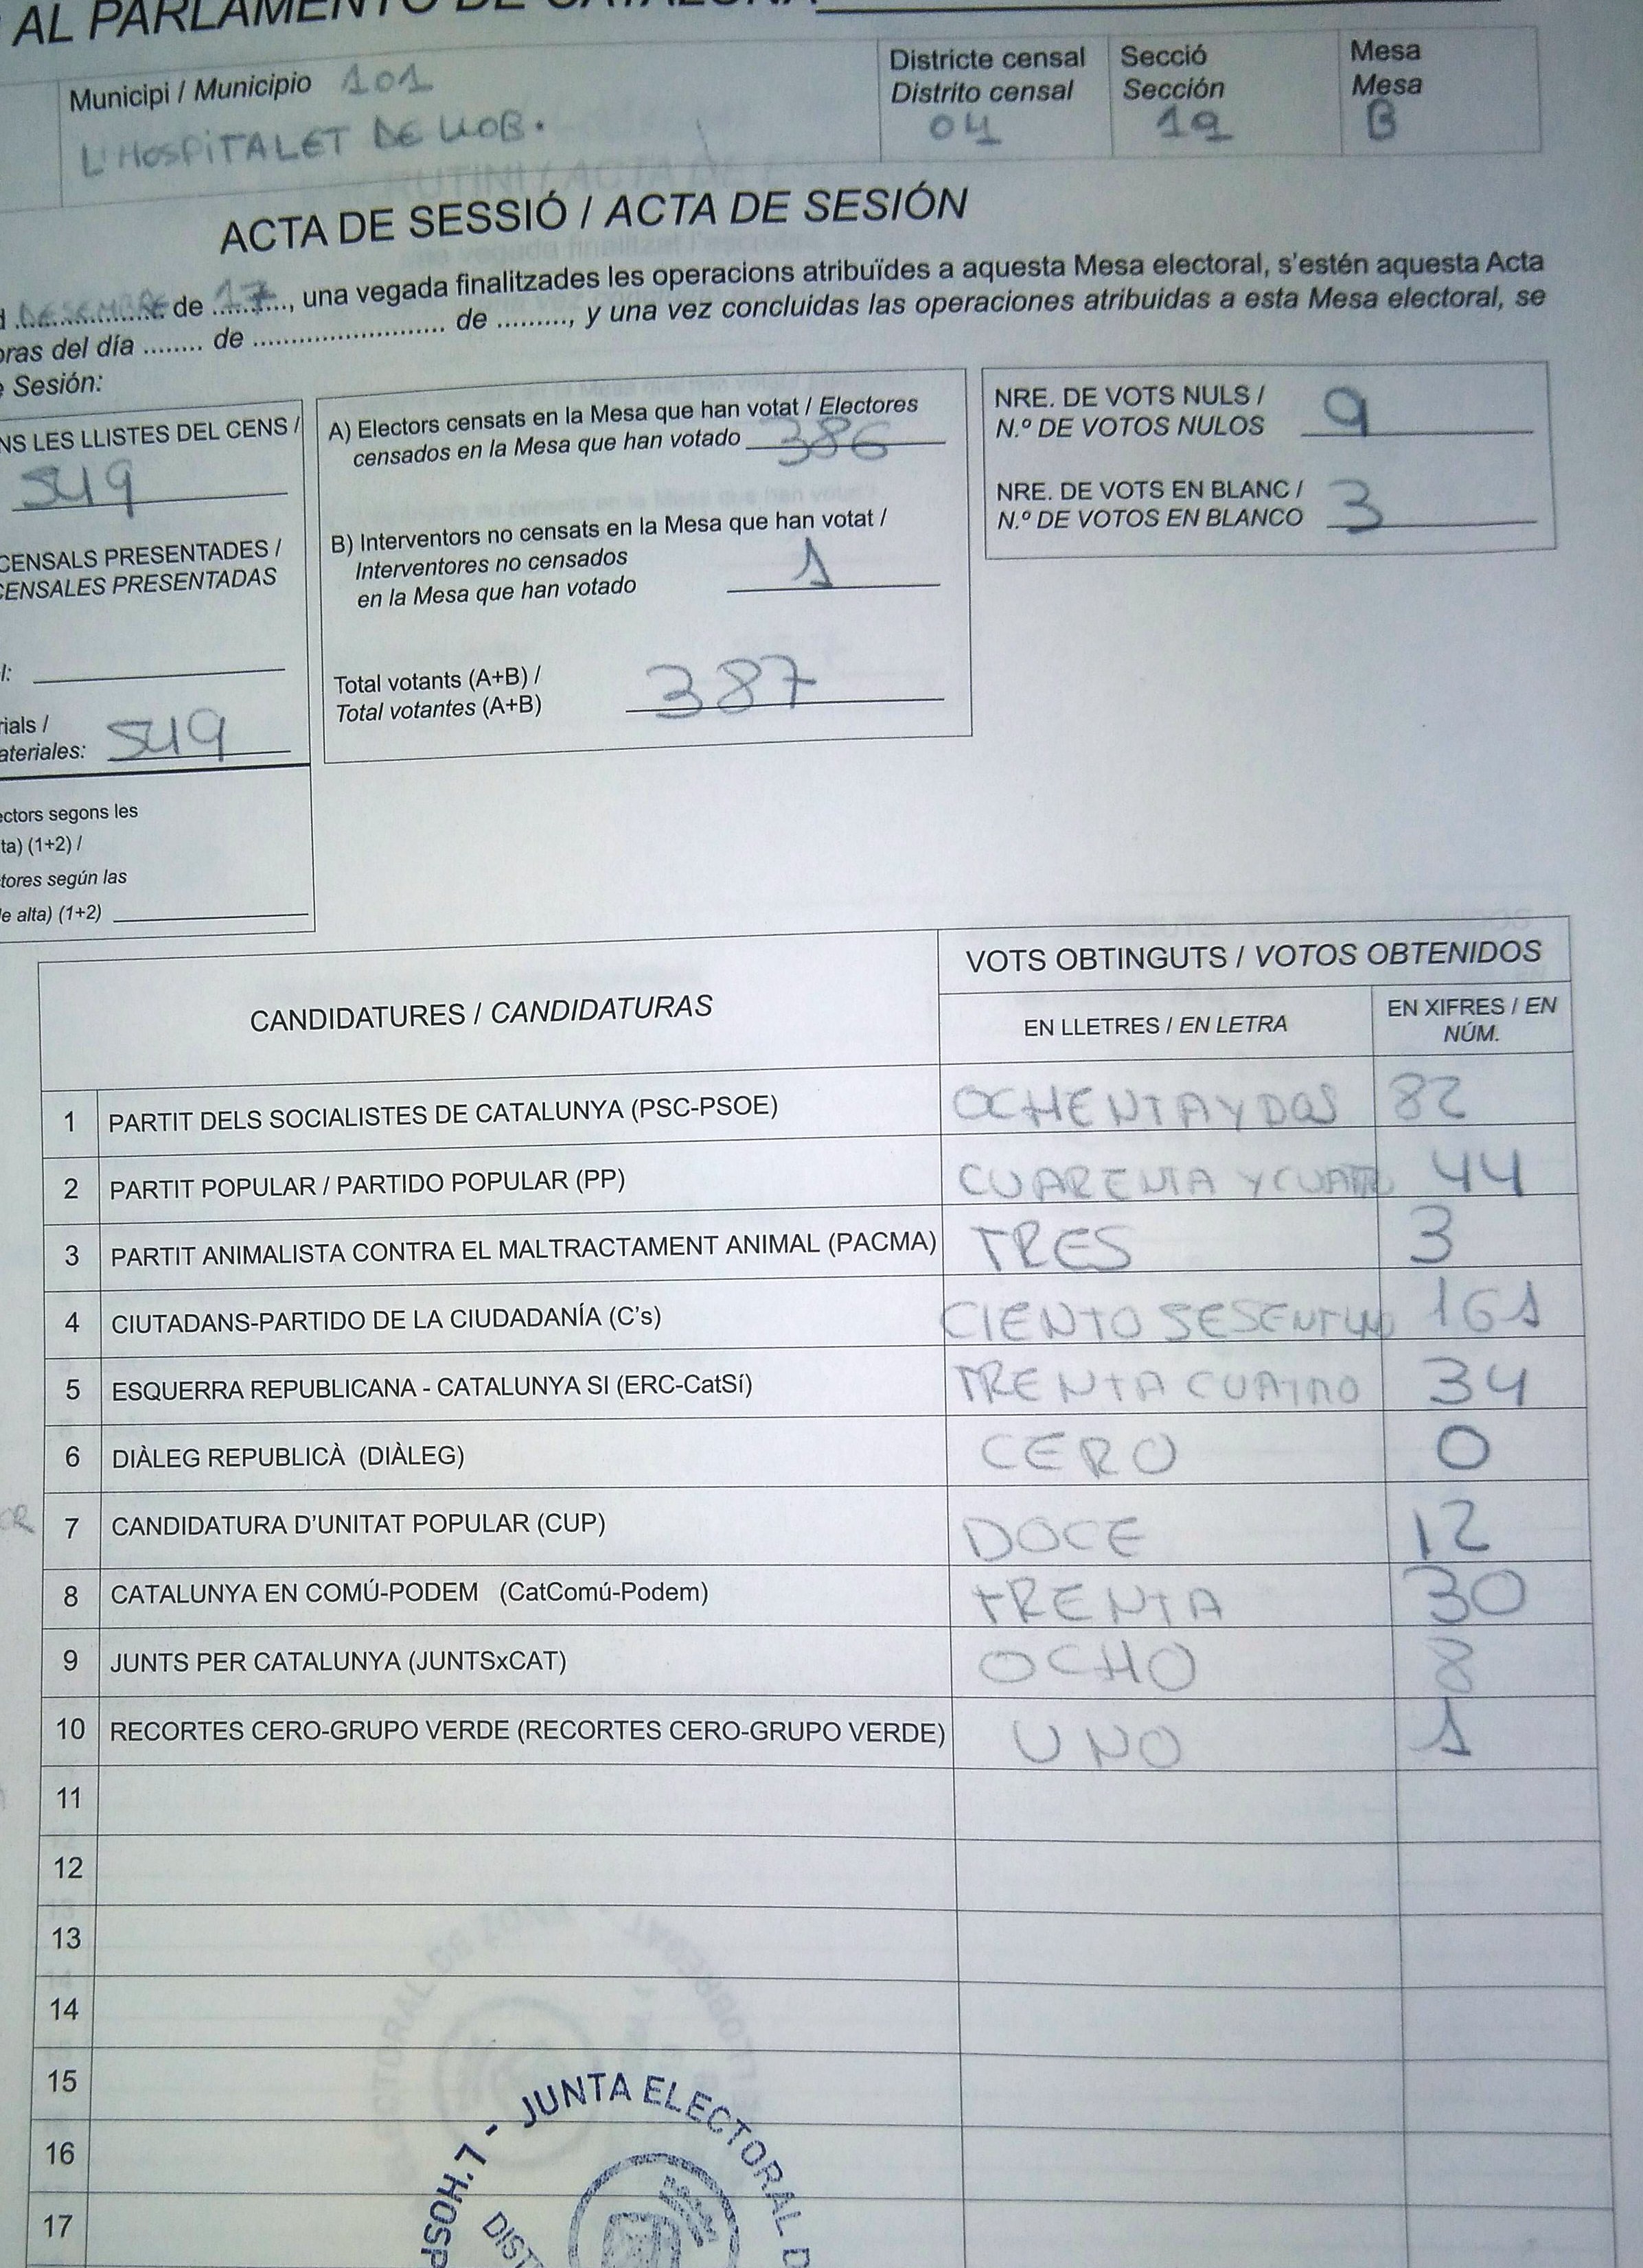 AL PARLAMENTO DE CATALUÑA
Municipi / Municipio 101
L'HOSPITALET DE LLOB.
Districte censal
Distrito censal
04
Secció
Sección
19
Mesa
Mesa
B
ACTA DE SESSIÓ / ACTA DE SESIÓN
DESEMBRE de 17, una vegada finalitzades les operacions atribuïdes a aquesta Mesa electoral, s'estén aquesta Acta
oras del día ........ de ........................ de ........., y una vez concluidas las operaciones atribuidas a esta Mesa electoral, se
e Sesión:
NS LES LLISTES DEL CENS /
549
CENSALS PRESENTADES /
CENSALES PRESENTADAS
l:
rials /
ateriales: 549
ectors segons les
ta) (1+2) /
tores según las
e alta) (1+2)
A) Electors censats en la Mesa que han votat / Electores
censados en la Mesa que han votado 386
B) Interventors no censats en la Mesa que han votat /
Interventores no censados
en la Mesa que han votado 1
Total votants (A+B) /
Total votantes (A+B) 387
NRE. DE VOTS NULS /
N.º DE VOTOS NULOS 9
NRE. DE VOTS EN BLANC /
N.º DE VOTOS EN BLANCO 3
CANDIDATURES / CANDIDATURAS
VOTS OBTINGUTS / VOTOS OBTENIDOS
EN LLETRES / EN LETRA
EN XIFRES / EN
NÚM.
1 PARTIT DELS SOCIALISTES DE CATALUNYA (PSC-PSOE) OCHENTA Y DOS 82
2 PARTIT POPULAR / PARTIDO POPULAR (PP) CUARENTA Y CUATRO 44
3 PARTIT ANIMALISTA CONTRA EL MALTRACTAMENT ANIMAL (PACMA) TRES 3
4 CIUTADANS-PARTIDO DE LA CIUDADANÍA (C's) CIENTO SESENTUNO 161
5 ESQUERRA REPUBLICANA - CATALUNYA SI (ERC-CatSí) TRENTA CUATRO 34
6 DIÀLEG REPUBLICÀ (DIÀLEG) CERO 0
7 CANDIDATURA D'UNITAT POPULAR (CUP) DOCE 12
8 CATALUNYA EN COMÚ-PODEM (CatComú-Podem) TRENTA 30
9 JUNTS PER CATALUNYA (JUNTSxCAT) OCHO 8
10 RECORTES CERO-GRUPO VERDE (RECORTES CERO-GRUPO VERDE) UNO 1
11
12
13
14
15
16
17
L'HOSP - JUNTA ELECTORAL D
DIST